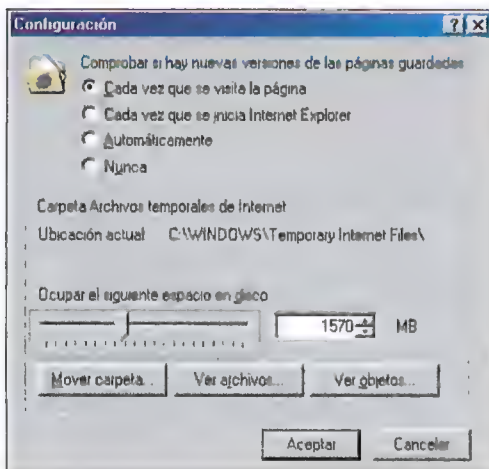 Configuración
Comprobar si hay nuevas versiones de las páginas guardadas
Cada vez que se visita la página
Cada vez que se inicia Internet Explorer
Automáticamente
Nunca
Carpeta Archivos temporales de Internet
Ubicación actual: C:\WINDOWS\Temporary Internet Files\
Ocupar el siguiente espacio en disco
1570 MB
Mover carpeta... Ver archivos... Ver objetos...
Aceptar Cancelar